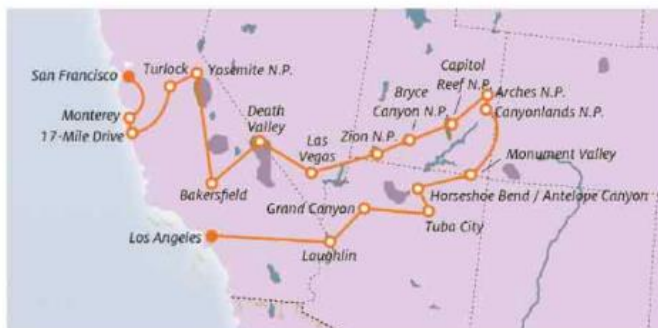 San Francisco
Turlock
Yosemite N.P.
Monterey
17-Mile Drive
Death
Valley
Bakersfield
Las
Vegas
Zion N.P.
Bryce
Canyon N.P.
Capitol
Reef N.P.
Arches N.P.
Canyonlands N.P.
Monument Valley
Horseshoe Bend / Antelope Canyon
Tuba City
Grand Canyon
Laughlin
Los Angeles